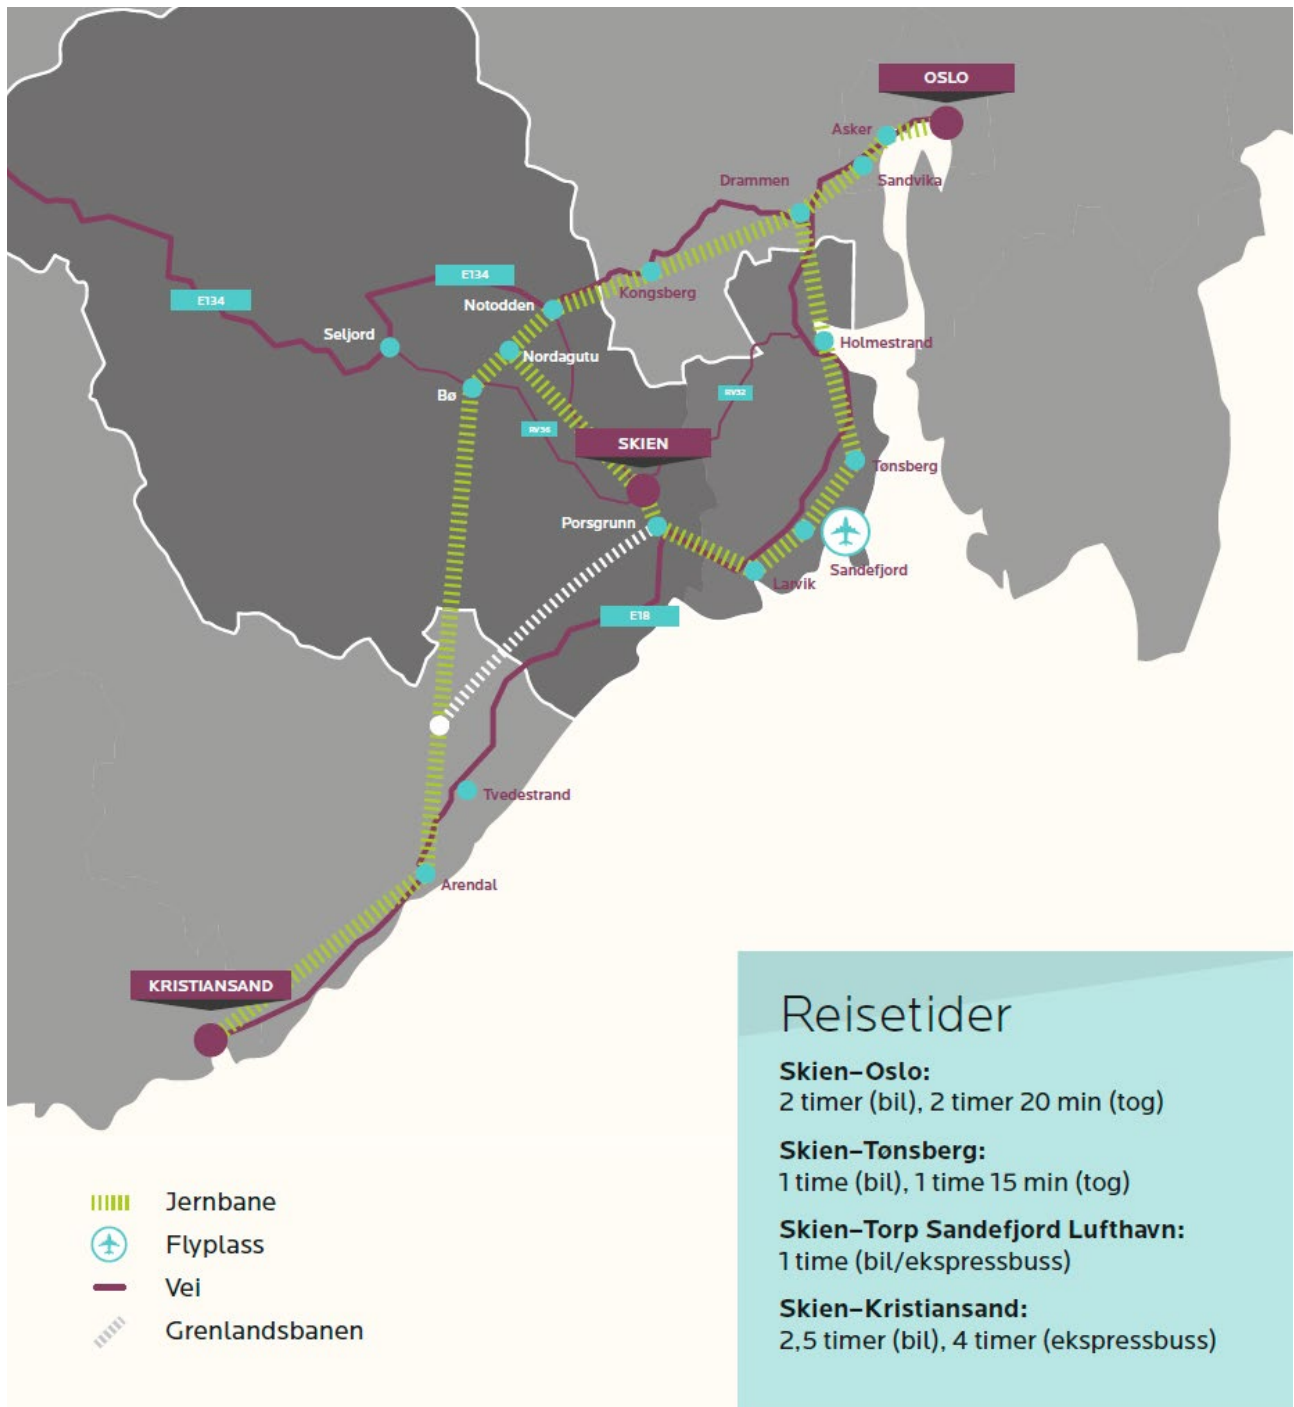 OSLO
Asker
Sandvika
Drammen
E134
Kongsberg
E134
Notodden
Seljord
Nordagutu
Holmestrand
Bø
RV32
RV36
SKIEN
Tønsberg
Porsgrunn
Sandefjord
Larvik
E18
Tvedestrand
Arendal
KRISTIANSAND
Jernbane
Flyplass
Vei
Grenlandsbanen
Reisetider
Skien–Oslo:
2 timer (bil), 2 timer 20 min (tog)
Skien–Tønsberg:
1 time (bil), 1 time 15 min (tog)
Skien–Torp Sandefjord Lufthavn:
1 time (bil/ekspressbuss)
Skien–Kristiansand:
2,5 timer (bil), 4 timer (ekspressbuss)